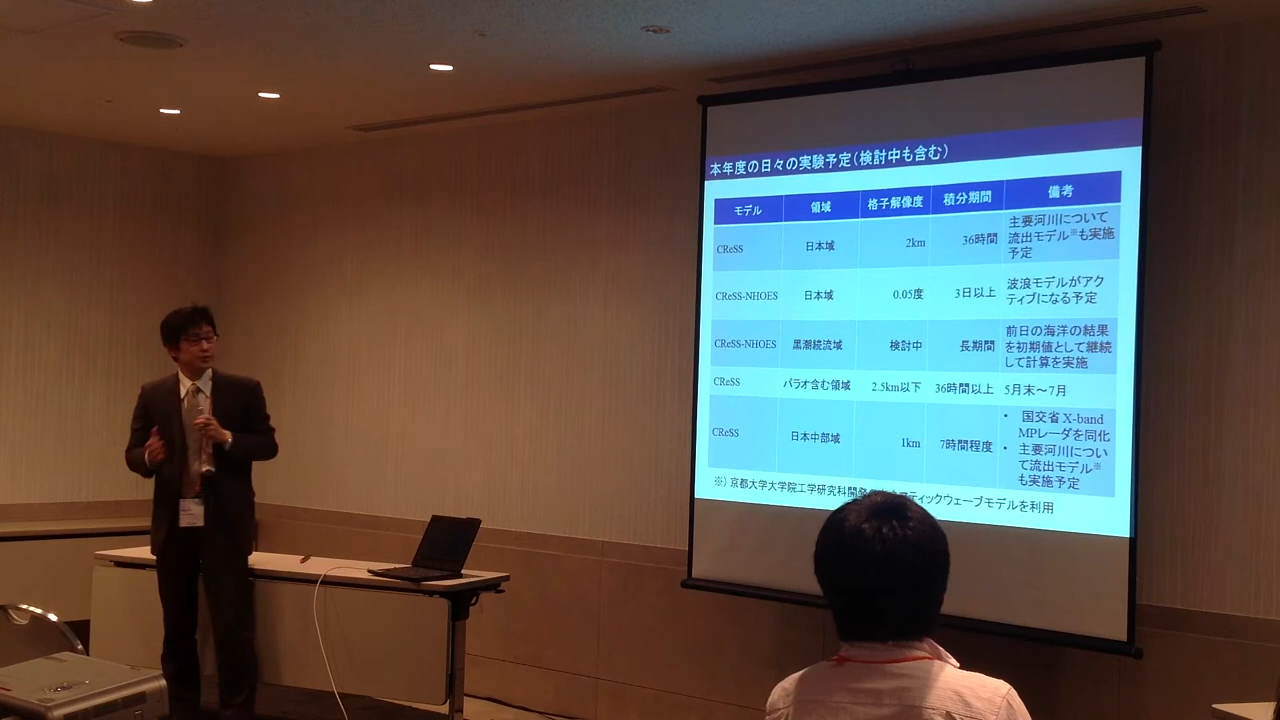 本年度の日々の実験予定(検討中も含む)
モデル 領域 格子解像度 積分期間 備考
CReSS 日本域 2km 36時間 主要河川について
流出モデル※も実施
予定
CReSS-NHOES 日本域 0.05度 3日以上 波浪モデルがアク
ティブになる予定
CReSS-NHOES 黒潮続流域 検討中 長期間 前日の海洋の結果
を初期値として継続
して計算を実施
CReSS パラオ含む領域 2.5km以下 36時間以上 5月末~7月
CReSS 日本中部域 1km 7時間程度 • 国交省 X-band
MPレーダを同化
• 主要河川につい
て流出モデル※
も実施予定
※) 京都大学大学院工学研究科開発 ティックウェーブモデルを利用